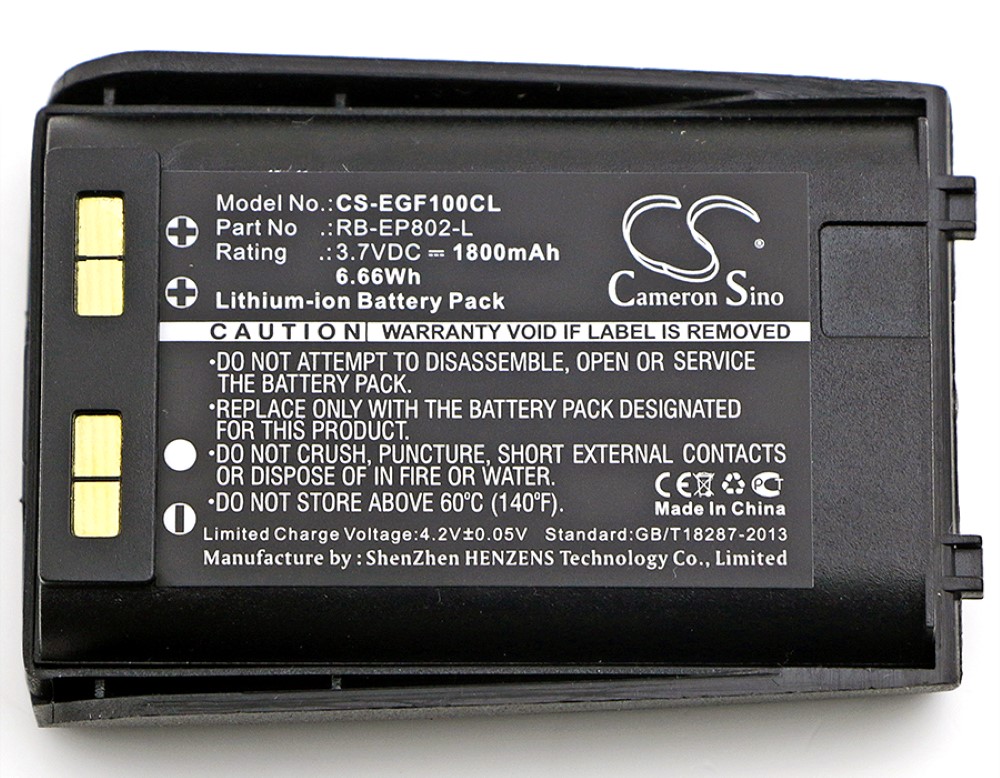 Model No.:CS-EGF100CL
Part No .:RB-EP802-L
Rating .:3.7VDC ⎓ 1800mAh
6.66Wh
Lithium-ion Battery Pack
CS®
Cameron Sino
CAUTION| WARRANTY VOID IF LABEL IS REMOVED
•DO NOT ATTEMPT TO DISASSEMBLE, OPEN OR SERVICE
THE BATTERY PACK.
•REPLACE ONLY WITH THE BATTERY PACK DESIGNATED
FOR THIS PRODUCT.
•DO NOT CRUSH, PUNCTURE, SHORT EXTERNAL CONTACTS
OR DISPOSE OF IN FIRE OR WATER.
•DO NOT STORE ABOVE 60°C (140°F).
CE PCT
Made In China
Limited Charge Voltage:4.2V±0.05V Standard:GB/T18287-2013
Manufacture by : ShenZhen HENZENS Technology Co., Limited